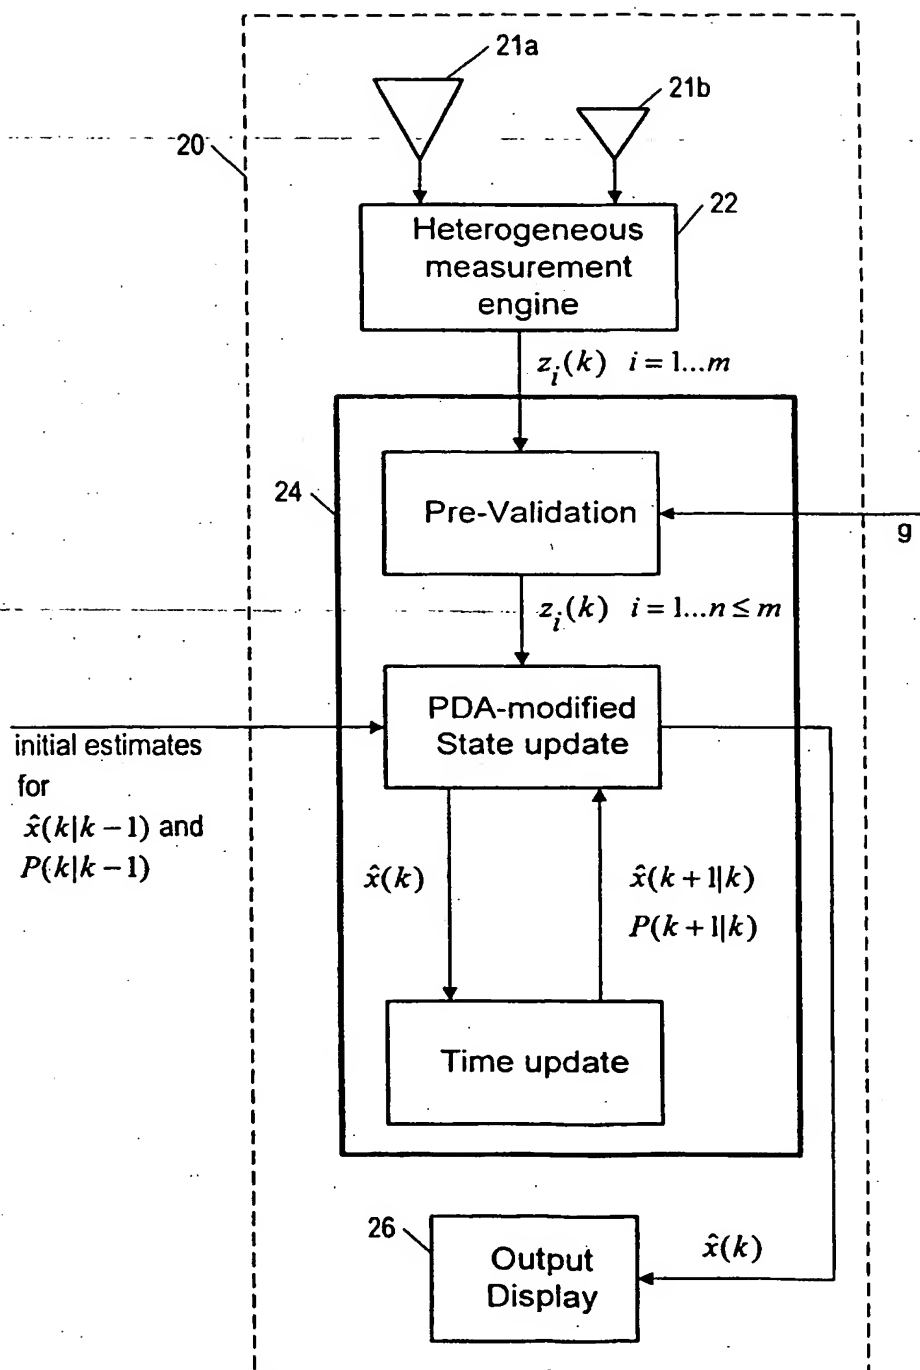 21a
21b
20
22
Heterogeneous
measurement
engine
z_i(k) i = 1...m
24
Pre-Validation
g
z_i(k) i = 1...n ≤ m
PDA-modified
State update
initial estimates
for
x̂(k|k−1) and
P(k|k−1)
x̂(k)
x̂(k+1|k)
P(k+1|k)
Time update
26
Output
Display
x̂(k)